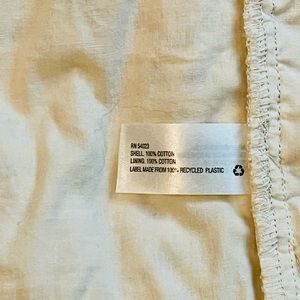 RN 54023
SHELL: 100% COTTON
LINING: 100% COTTON
LABEL MADE FROM 100% RECYCLED PLASTIC